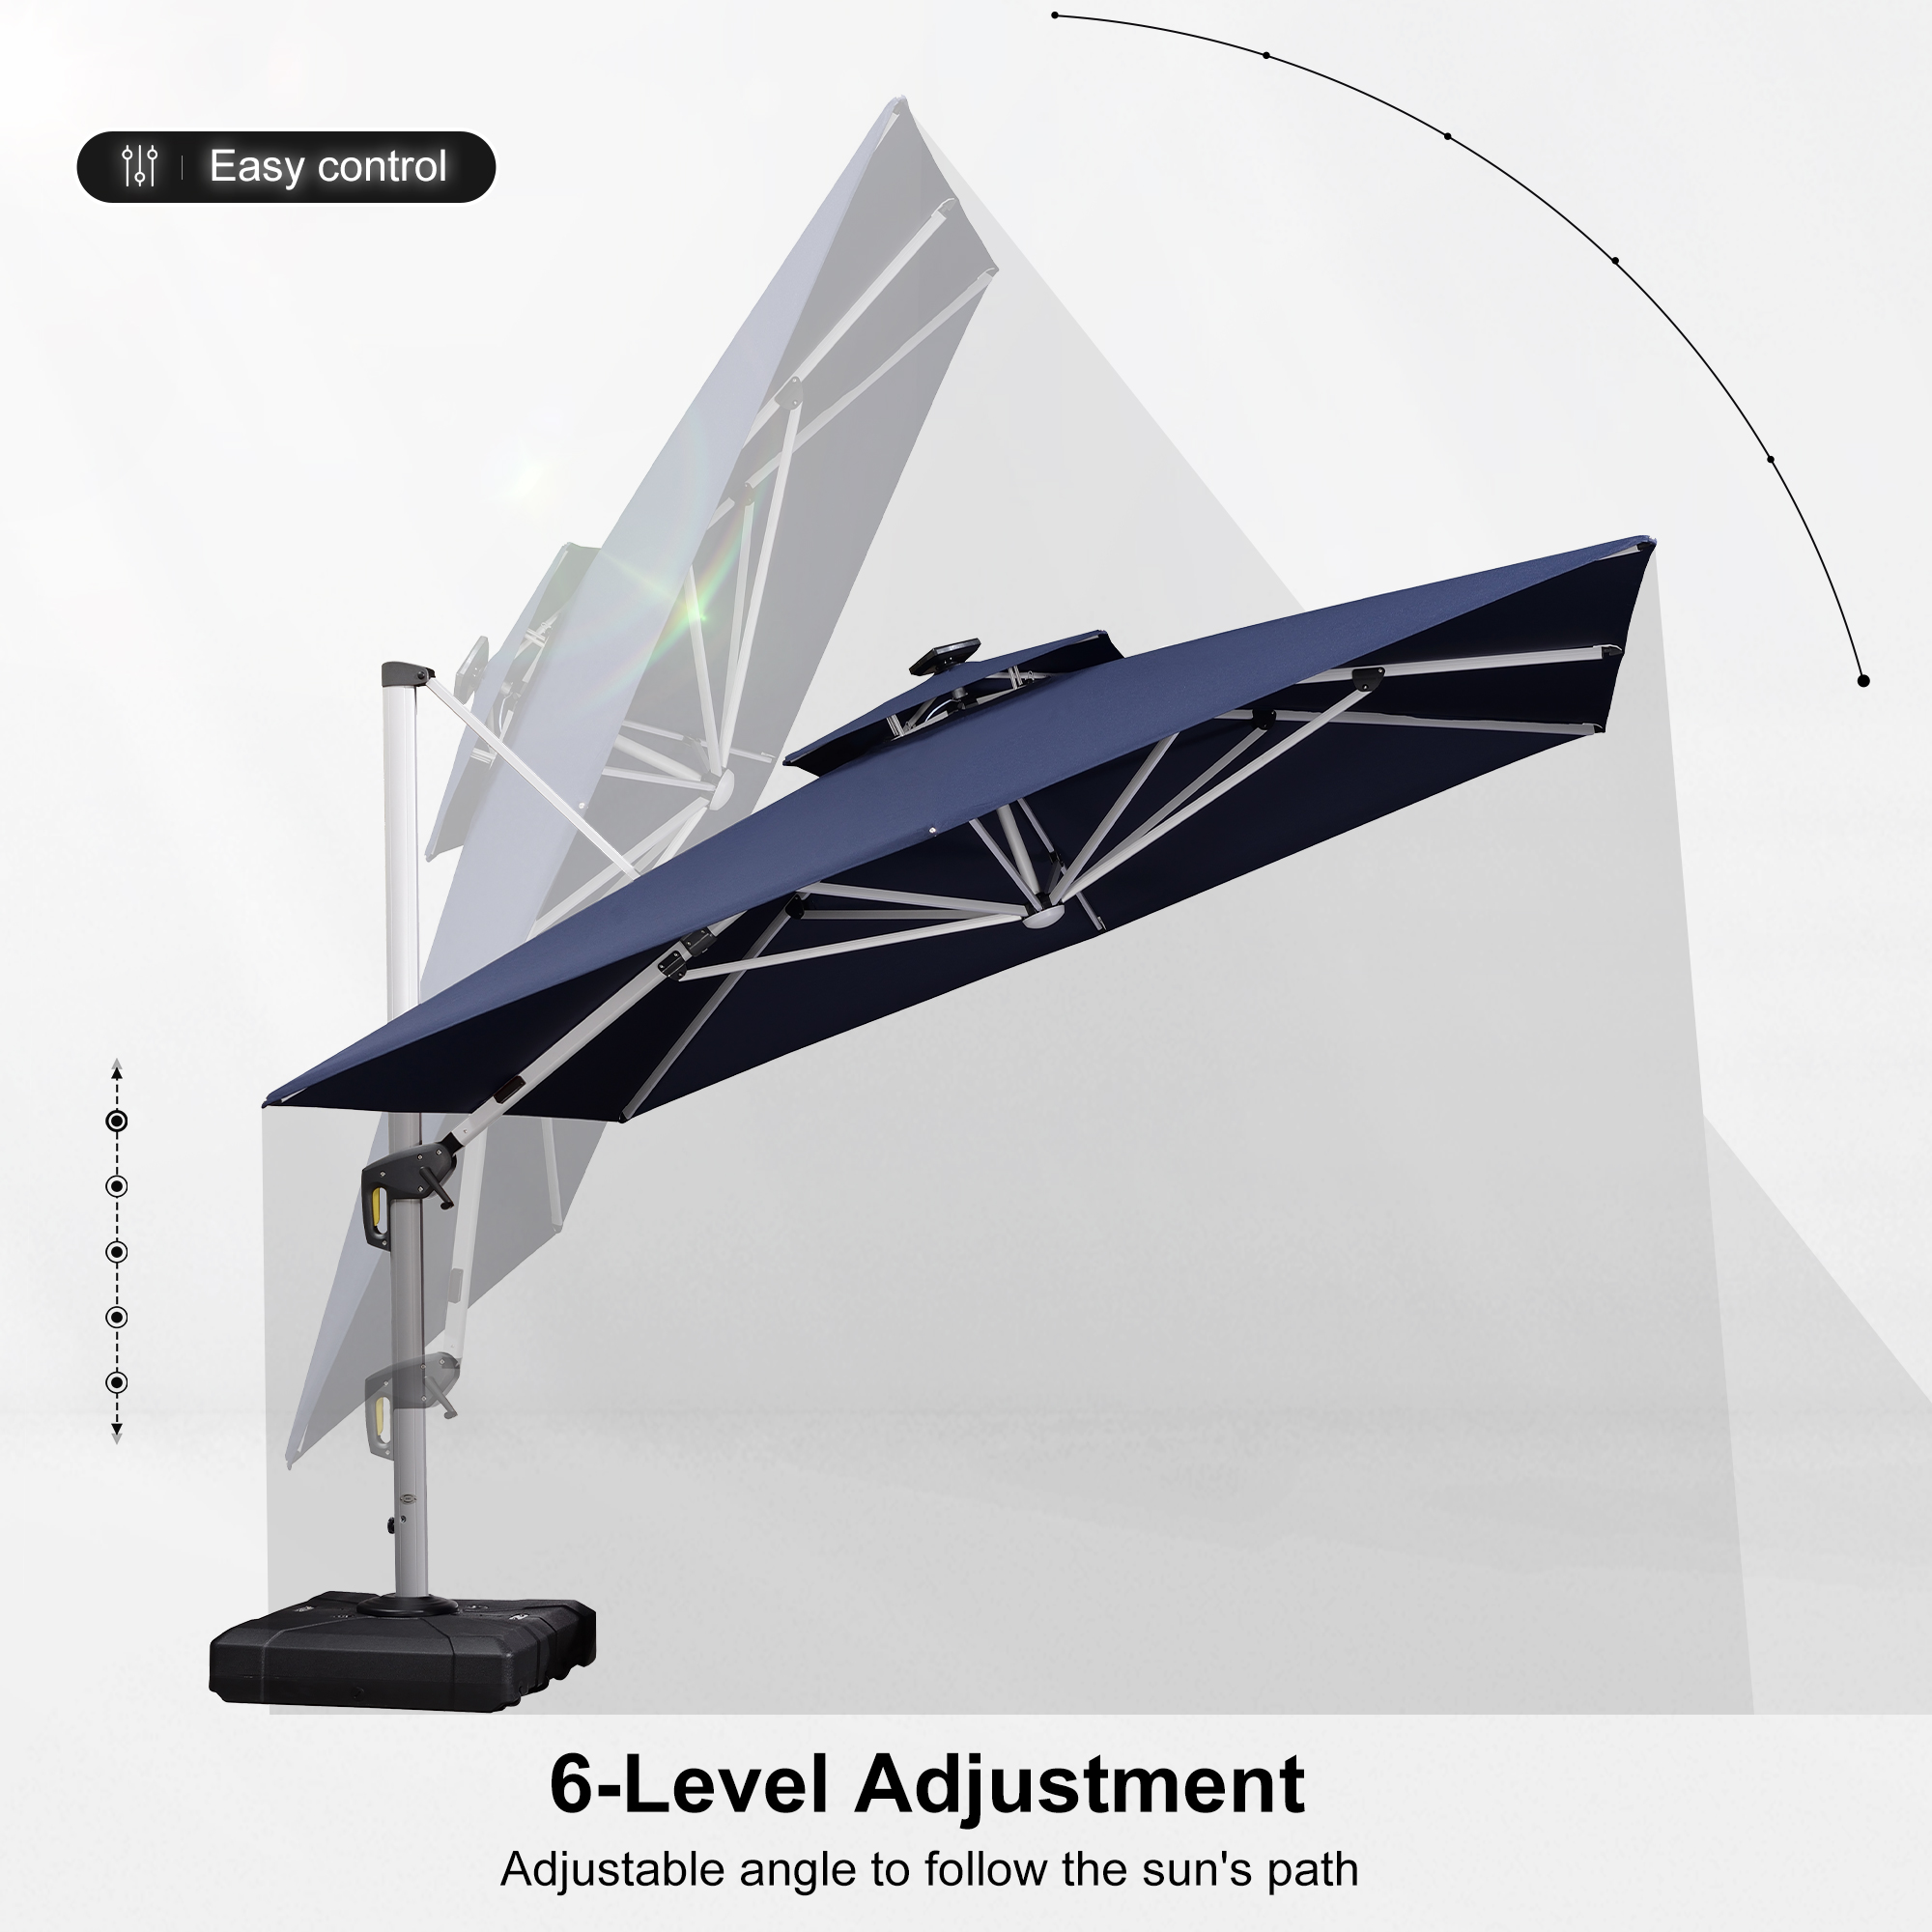 Easy control
6-Level Adjustment
Adjustable angle to follow the sun's path